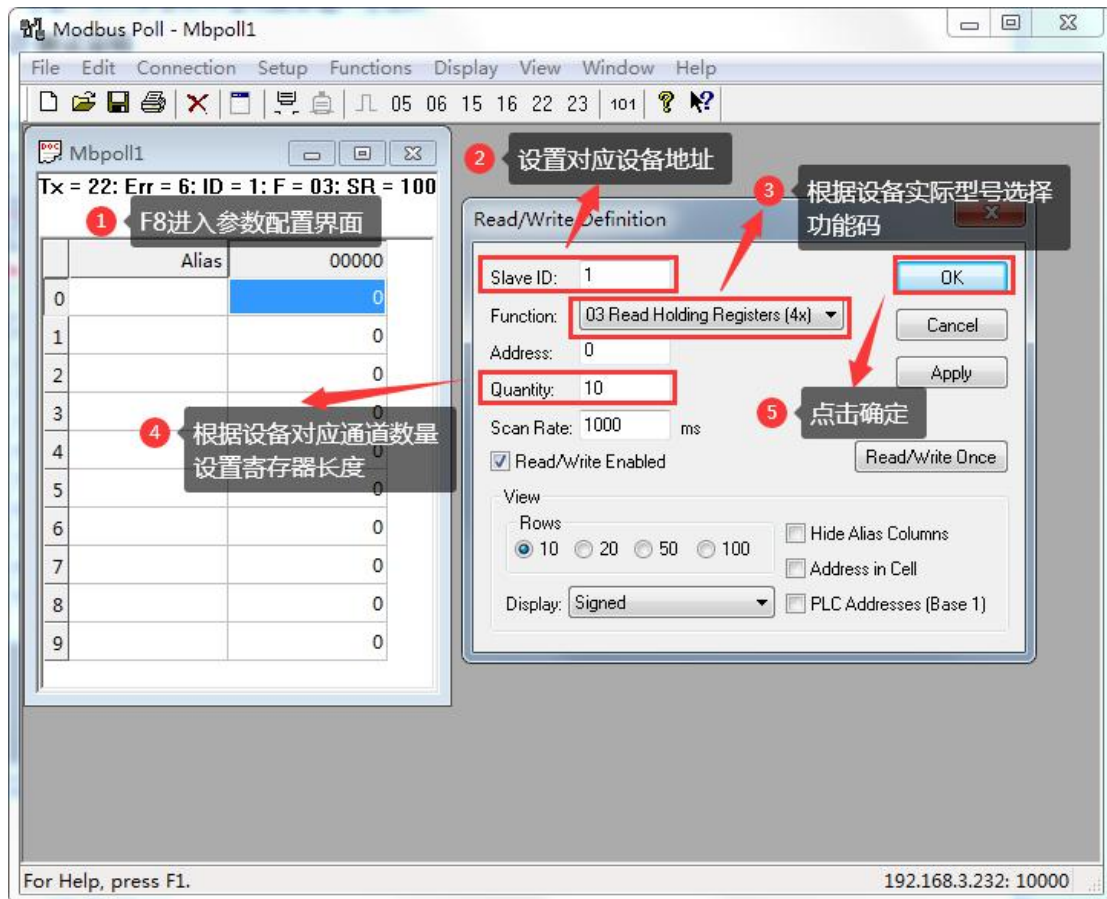 Modbus Poll - Mbpoll1
File Edit Connection Setup Functions Display View Window Help
05 06 15 16 22 23 101
Mbpoll1
Tx = 22: Err = 6: ID = 1: F = 03: SR = 100
1 F8进入参数配置界面
Alias 00000
0 0
1 0
2 0
3 0
4 0
5 0
6 0
7 0
8 0
9 0
2 设置对应设备地址
3 根据设备实际型号选择
功能码
4 根据设备对应通道数量
设置寄存器长度
5 点击确定
Read/Write Definition
Slave ID: 1
OK
Function: 03 Read Holding Registers (4x)
Cancel
Address: 0
Apply
Quantity: 10
Scan Rate: 1000 ms
Read/Write Enabled
Read/Write Once
View
Rows
10 20 50 100
Hide Alias Columns
Address in Cell
Display: Signed
PLC Addresses (Base 1)
For Help, press F1.
192.168.3.232: 10000